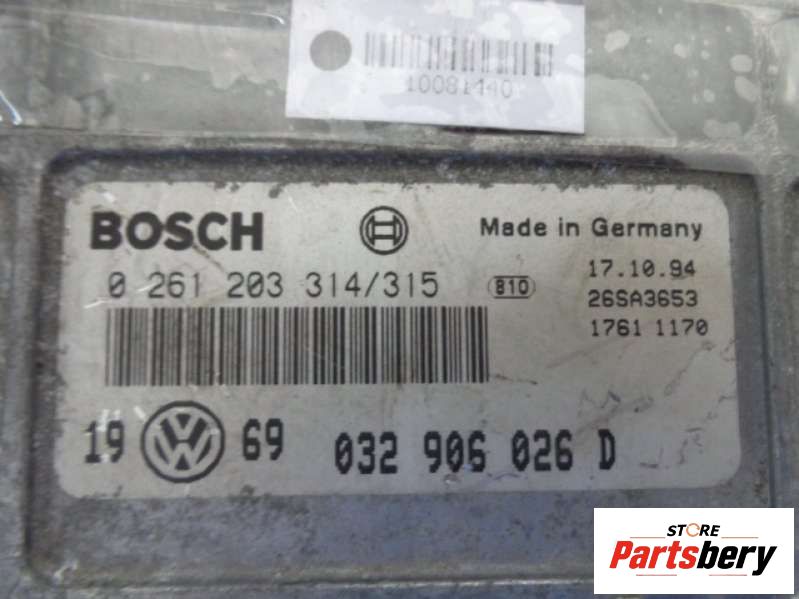 10081440
BOSCH
Made in Germany
0 261 203 314/315
810
17.10.94
26SA3653
1761 1170
19 VW 69
032 906 026 D
STORE
Partsbery